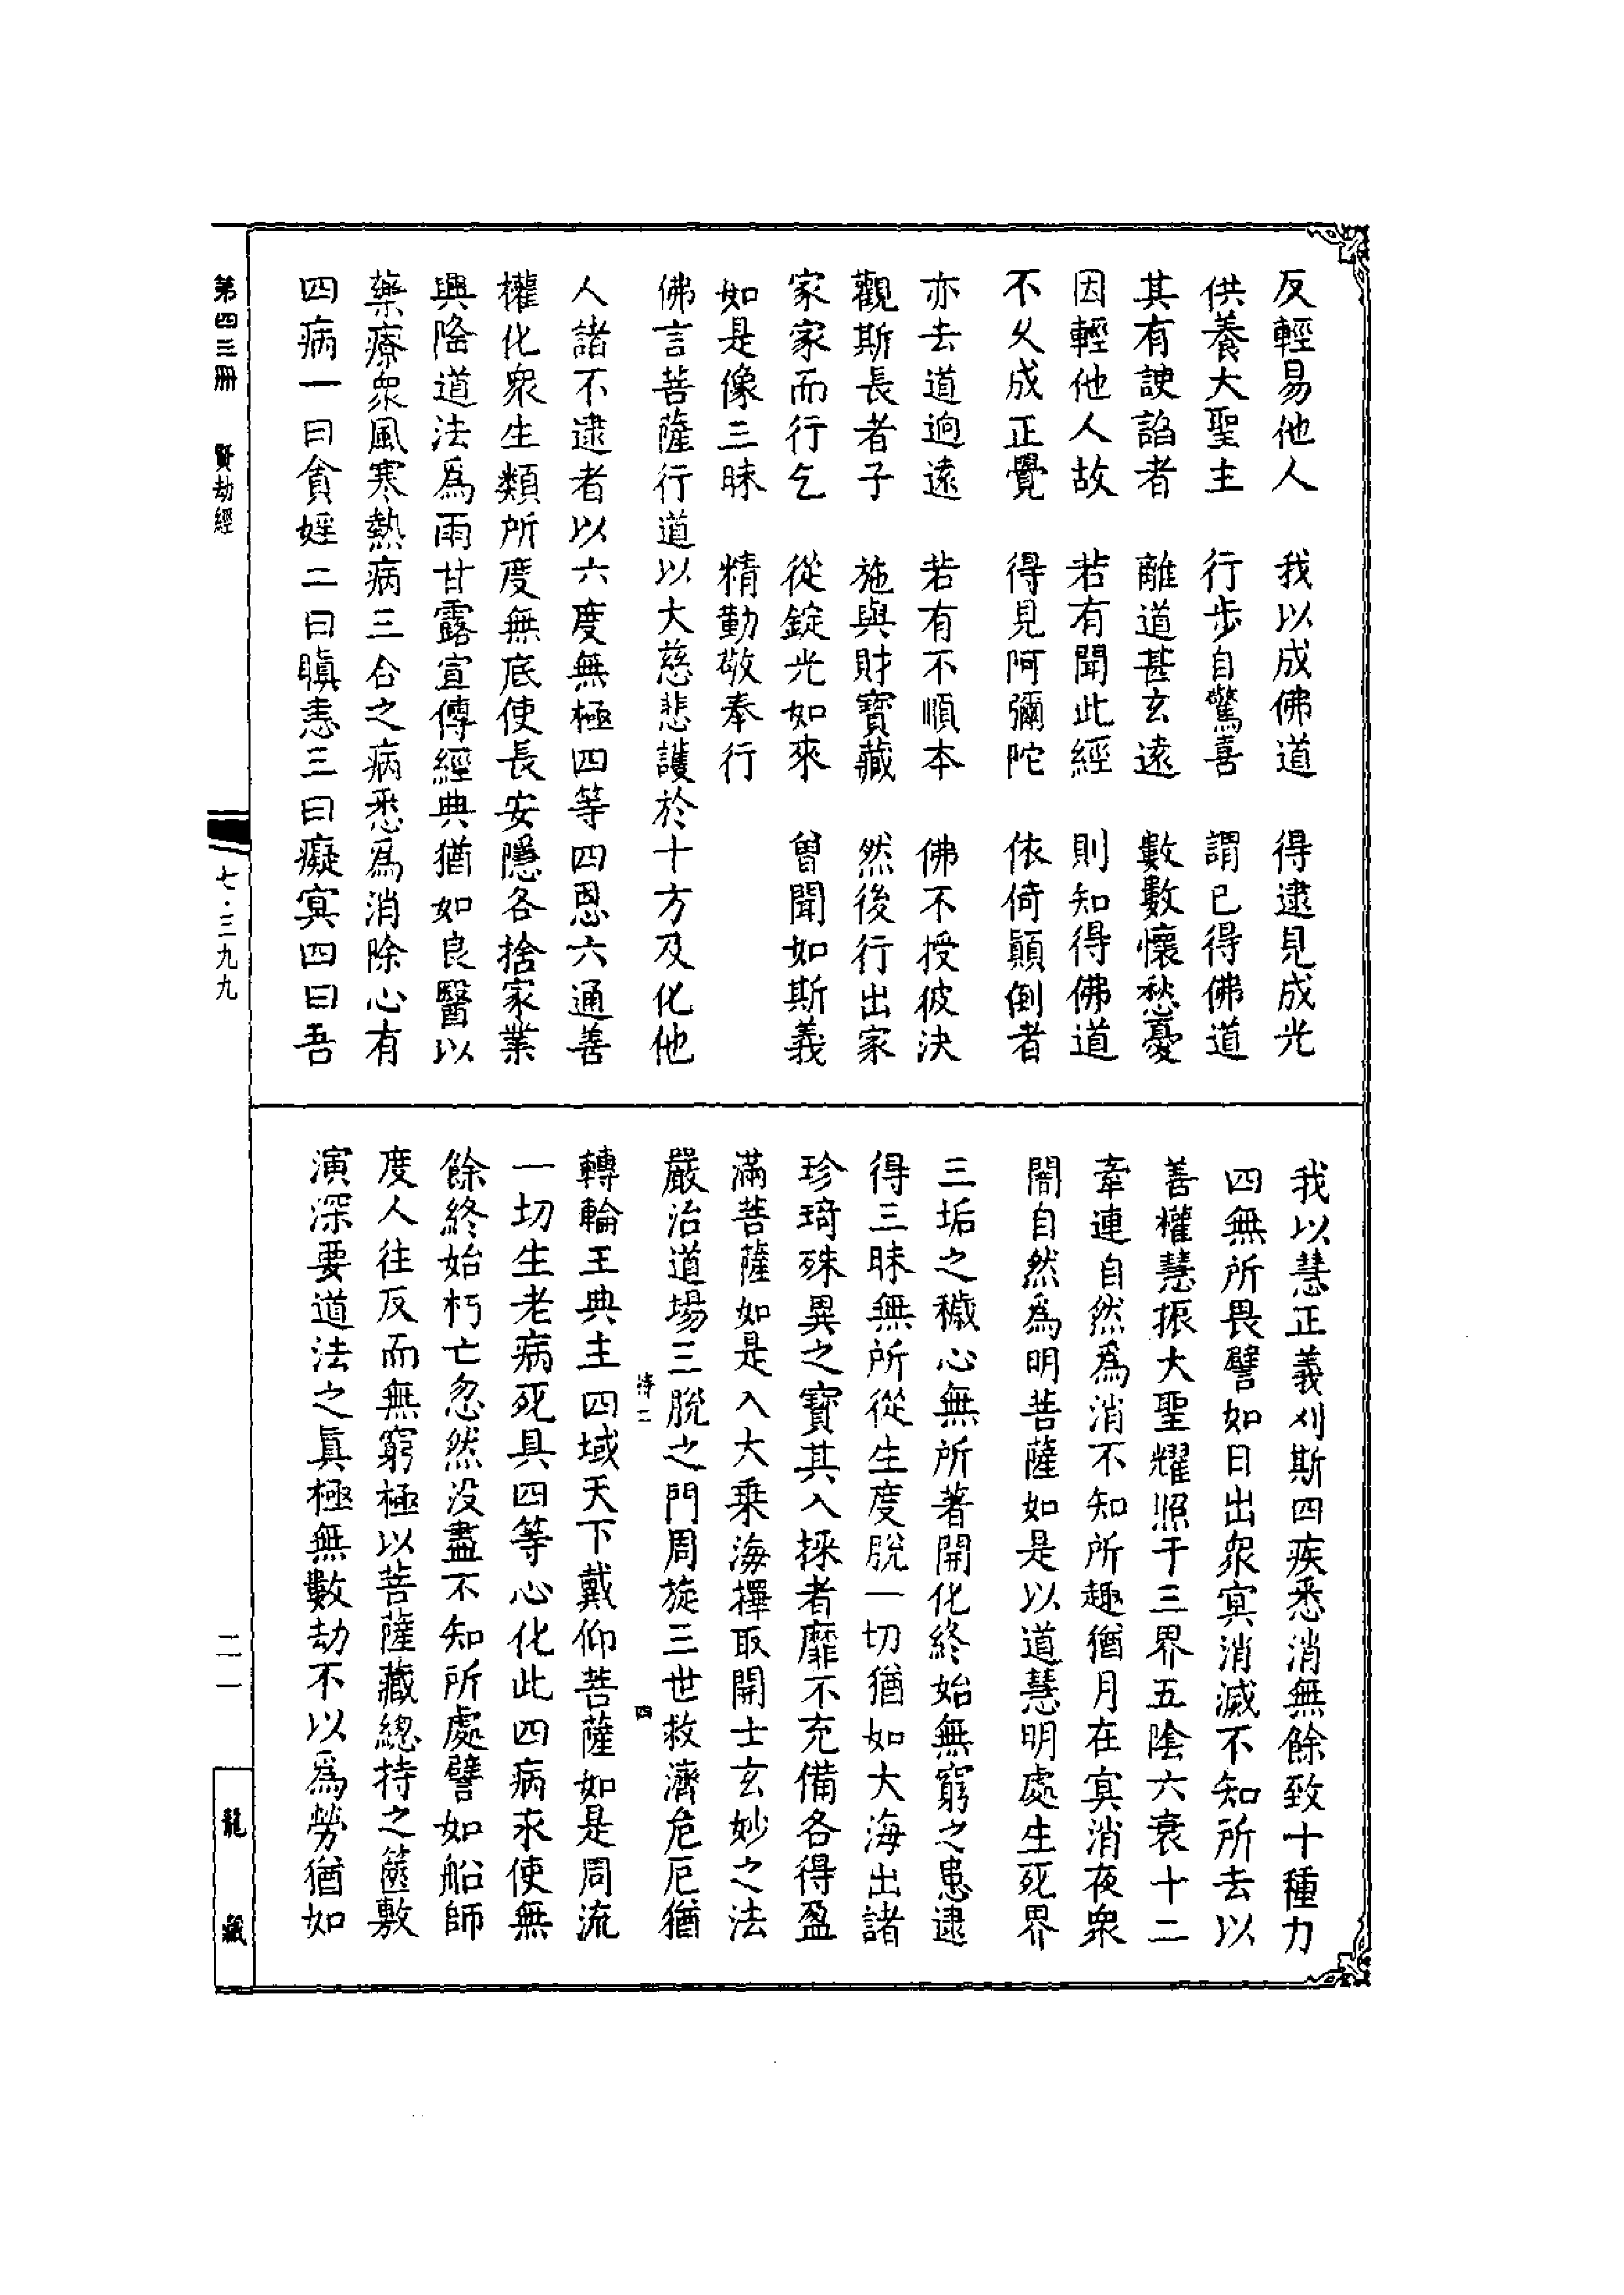 反輕易他人　我以成佛道　得逮見成光
供養大聖主　行步自驚喜　謂已得佛道
其有諛諂者　離道甚玄遠　數數懷愁憂
因輕他人故　若有聞此經　則知得佛道
不久成正覺　得見阿彌陀　依倚顛倒者
亦去道逈遠　若有不順本　佛不授彼決
觀斯長者子　施與財寶藏　然後行出家
家家而行乞　從錠光如來　曾聞如斯義
如是像三昧　精勤敬奉行
佛言菩薩行道以大慈悲護於十方及化他
人諸不逮者以六度無極四等四恩六通善
權化衆生類所度無底使長安隱各捨家業
興隆道法爲雨甘露宣傳經典猶如良醫以
藥療衆風寒熱病三合之病悉爲消除心有
四病一曰貪婬二曰瞋恚三曰癡冥四曰吾
我以慧正義刈斯四疾悉消無餘致十種力
四無所畏譬如日出衆冥消滅不知所去以
善權慧振大聖耀照于三界五陰六衰十二
牽連自然爲消不知所趣猶月在冥消夜衆
闇自然爲明菩薩如是以道慧明處生死界
三垢之穢心無所著開化終始無窮之患逮
得三昧無所從生度脫一切猶如大海出諸
珍琦殊異之寶其入採者靡不充備各得盈
滿菩薩如是入大乘海擇取開士玄妙之法
嚴治道場三脫之門周旋三世救濟危厄猶
轉輪王典主四域天下戴仰菩薩如是周流
一切生老病死具四等心化此四病求使無
餘終始朽亡忽然沒盡不知所處譬如船師
度人往反而無窮極以菩薩藏總持之篋敷
演深要道法之眞極無數劫不以爲勞猶如
四
第四三冊　賢劫經
七·三九九
二一
龍藏